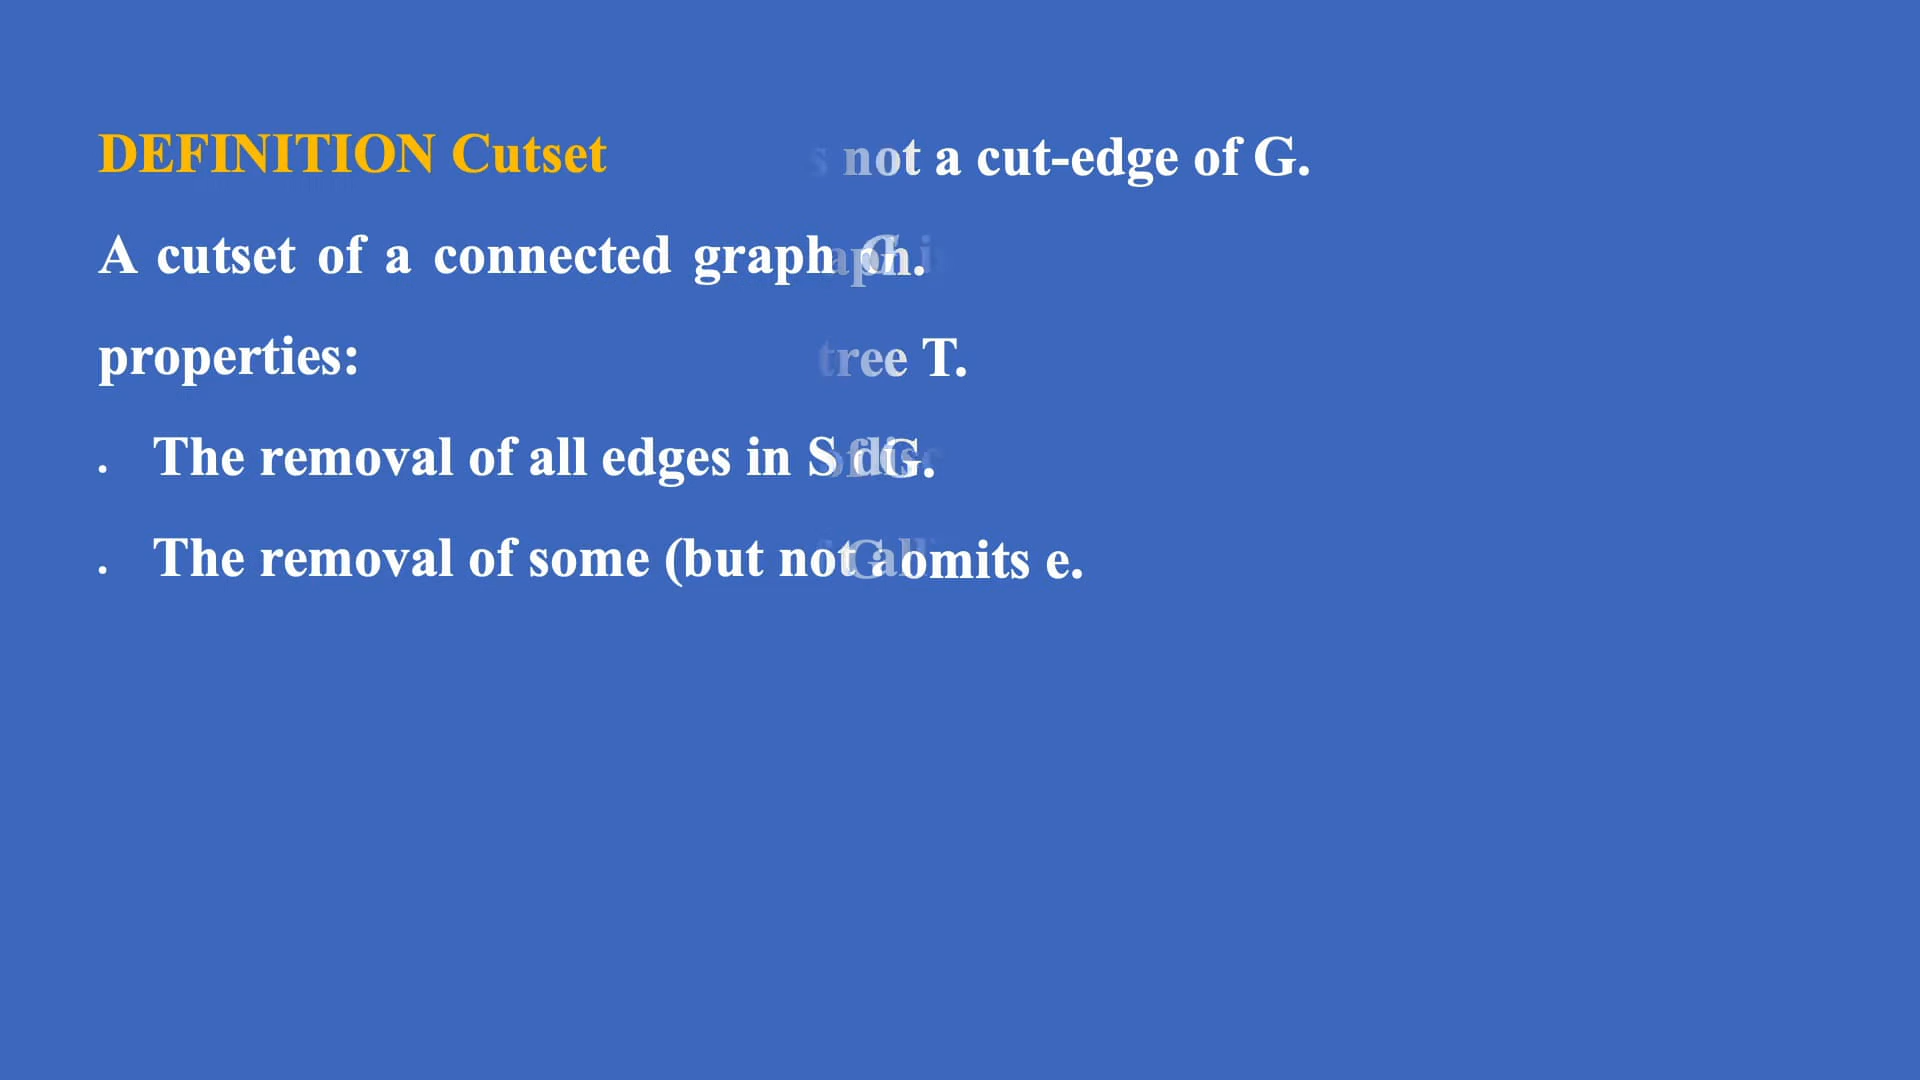 DEFINITION Cutset not a cut-edge of G.
A cutset of a connected graph
properties: tree T.
. The removal of all edges in S G.
. The removal of some (but not G omits e.